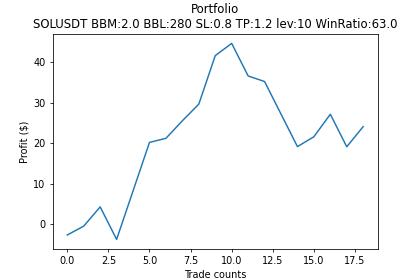 Portfolio
SOLUSDT BBM:2.0 BBL:280 SL:0.8 TP:1.2 lev:10 WinRatio:63.0
40
30
20
10
0
Profit ($)
0.0 2.5 5.0 7.5 10.0 12.5 15.0 17.5
Trade counts